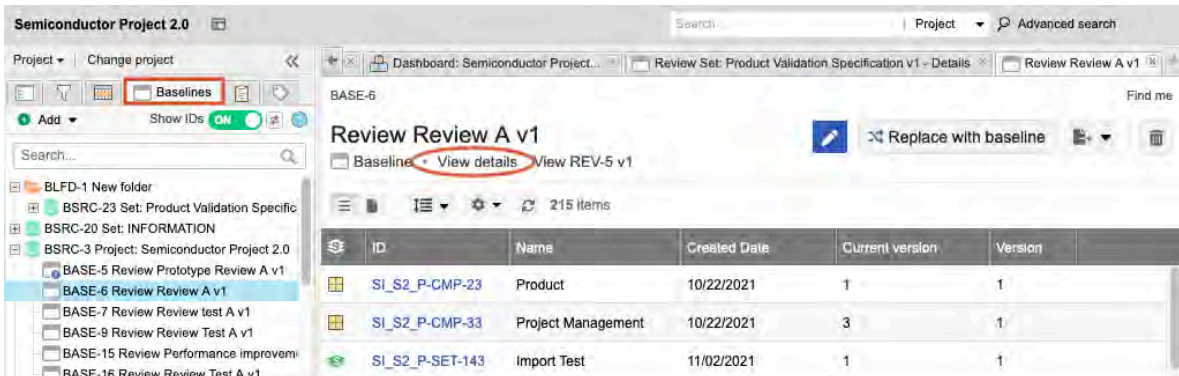 Semiconductor Project 2.0
Search...
Project
Advanced search
Project
Change project
Dashboard: Semiconductor Project...
Review Set: Product Validation Specification v1 - Details
Review Review A v1
Baselines
BASE-6
Find me
Add
Show IDs ON
Review Review A v1
Replace with baseline
Search...
Baseline • View details View REV-5 v1
BLFD-1 New folder
BSRC-23 Set: Product Validation Specific
BSRC-20 Set: INFORMATION
BSRC-3 Project: Semiconductor Project 2.0
BASE-5 Review Prototype Review A v1
BASE-6 Review Review A v1
BASE-7 Review Review test A v1
BASE-9 Review Review Test A v1
BASE-15 Review Performance improveme
BASE-16 Review Review Test A v1
215 items
ID Name Created Date Current version Version
SI_S2_P-CMP-23 Product 10/22/2021 1 1
SI_S2_P-CMP-33 Project Management 10/22/2021 3 1
SI_S2_P-SET-143 Import Test 11/02/2021 1 1